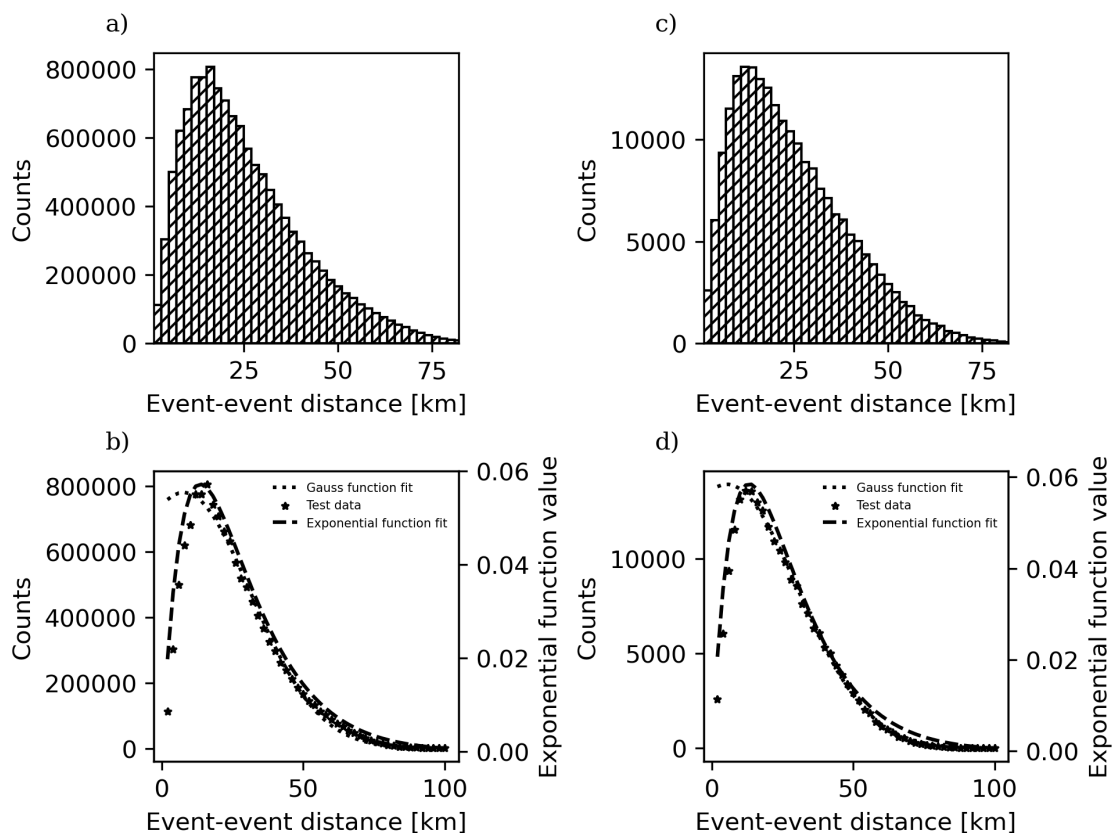 a)
800000
600000
400000
200000
0
Counts
25 50 75
Event-event distance [km]
c)
10000
5000
0
Counts
25 50 75
Event-event distance [km]
b)
800000
600000
400000
200000
0
Counts
Gauss function fit
Test data
Exponential function fit
0.06
0.04
0.02
0.00
Exponential function value
0 50 100
Event-event distance [km]
d)
10000
5000
0
Counts
Gauss function fit
Test data
Exponential function fit
0.06
0.04
0.02
0.00
Exponential function value
0 50 100
Event-event distance [km]